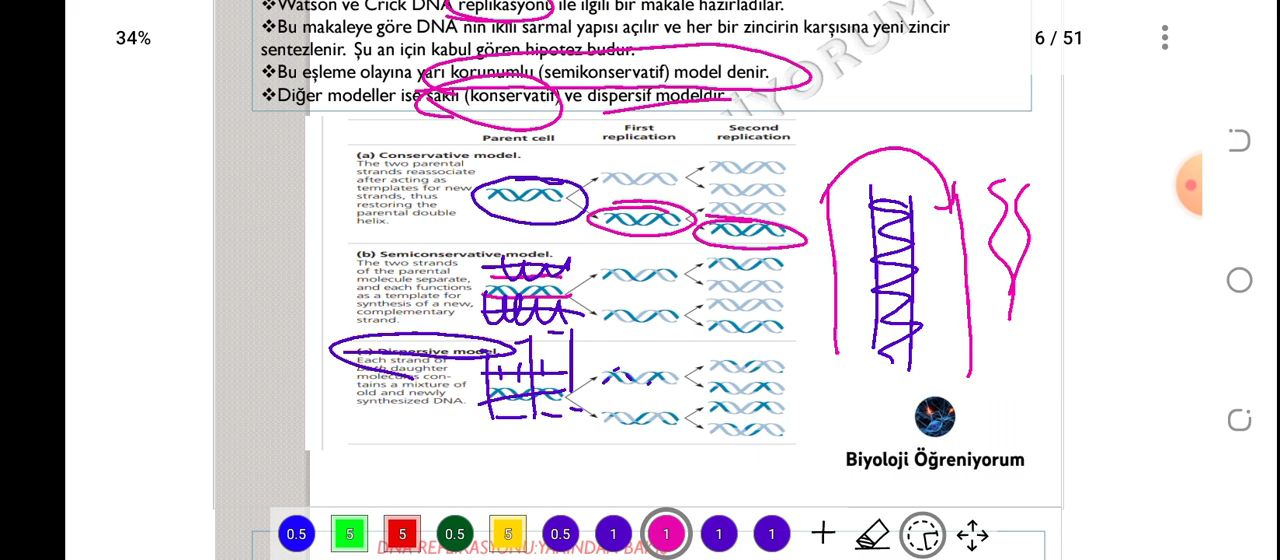 ❖Watson ve Crick DNA replikasyonu ile ilgili bir makale hazırladılar.
34%
❖Bu makaleye göre DNA nın ikili sarmal yapısı açılır ve her bir zincirin karşısına yeni zincir
6 / 51
sentezlenir. Şu an için kabul gören hipotez budur.
❖Bu eşleme olayına yarı korunumlu (semikonservatif) model denir.
❖Diğer modeller ise saklı (konservatif) ve dispersif modeldir.
Parent cell
First
replication
Second
replication
(a) Conservative model.
The two parental
strands reassociate
after acting as
templates for new
strands, thus
restoring the
parental double
helix.
(b) Semiconservative model.
The two strands
of the parental
molecule separate,
and each functions
as a template for
synthesis of a new,
complementary
strand.
(c) Dispersive model.
Each strand of
both daughter
molecules con-
tains a mixture of
old and newly
synthesized DNA.
Biyoloji Öğreniyorum
0.5 5 5 0.5 5 0.5 1 1 1 1
DNA REPLİKASYONU:YAKINDAN